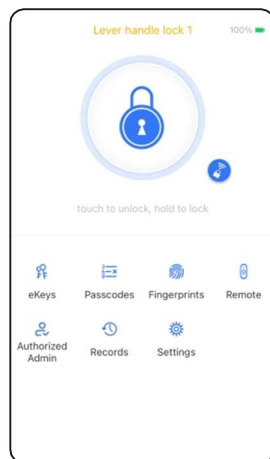 Lever handle lock 1 100%
touch to unlock, hold to lock
eKeys Passcodes Fingerprints Remote
Authorized Admin Records Settings